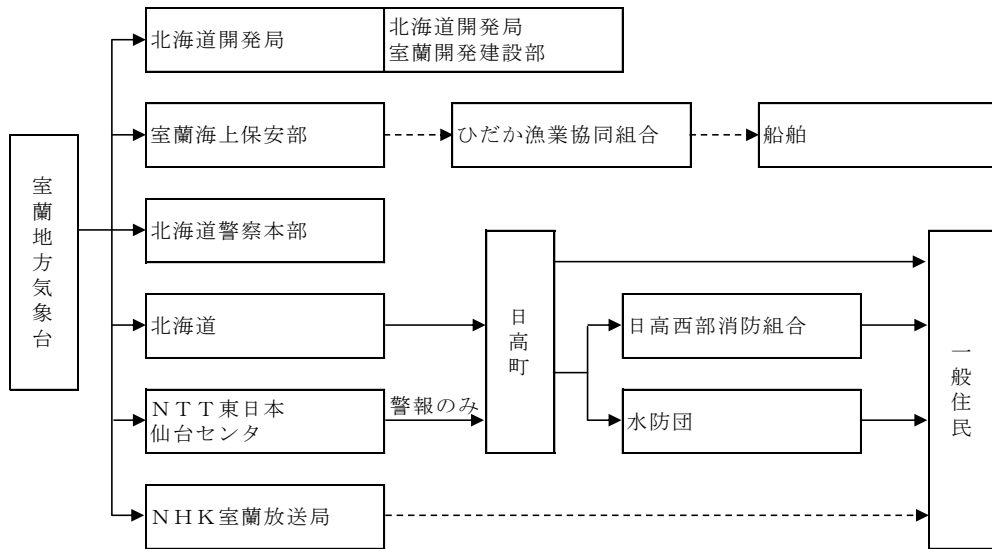 北海道開発局
北海道開発局
室蘭開発建設部
室蘭海上保安部
ひだか漁業協同組合
船舶
室蘭地方気象台
北海道警察本部
北海道
日高町
日高西部消防組合
一般住民
ＮＴＴ東日本
仙台センタ
警報のみ
水防団
ＮＨＫ室蘭放送局